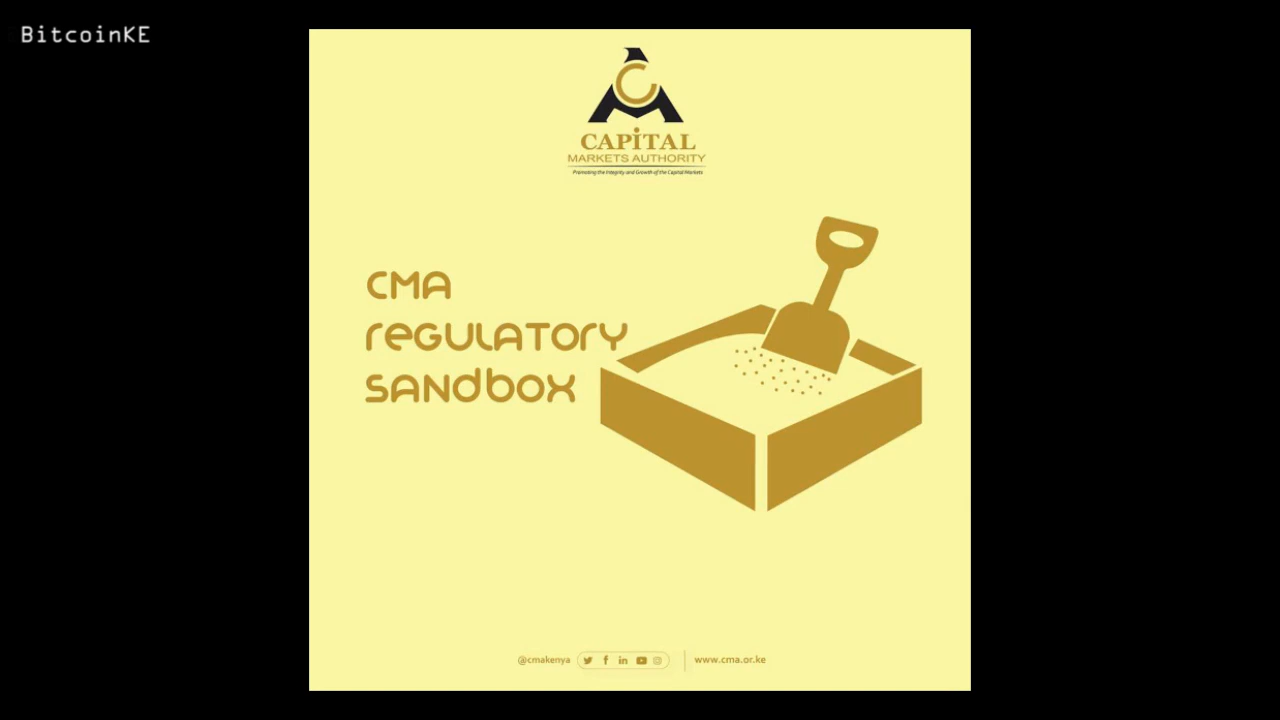 BitcoinKE
CAPiTAL
MARKETS AUTHORITY
Promoting the Integrity and Growth of the Capital Markets
CMA
REGULATORY
SANDBOX
@cmakenya
www.cma.or.ke